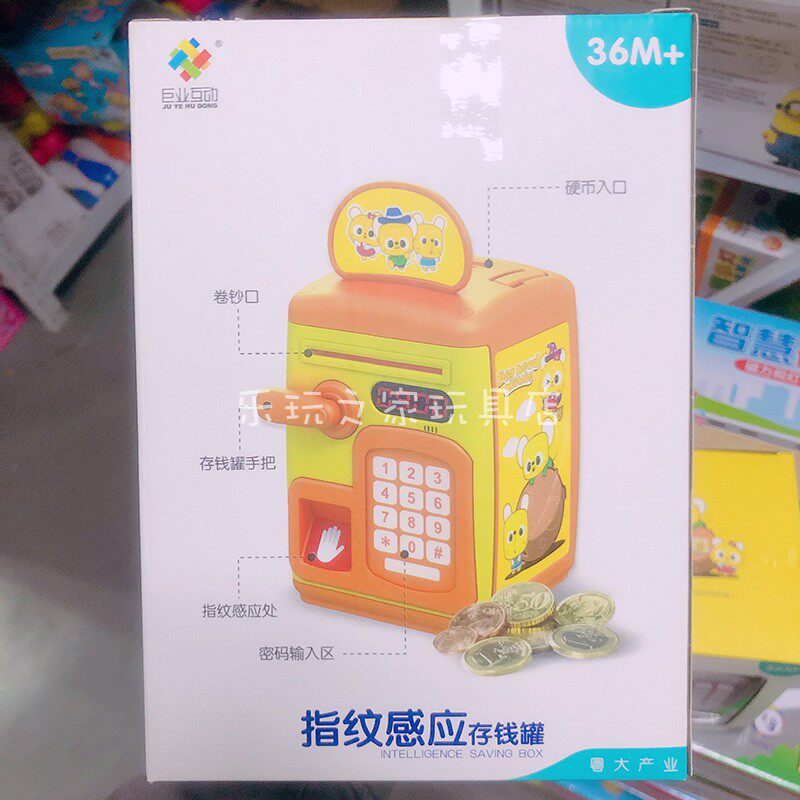 巨业互动®
JU YE HU DONG
36M+
硬币入口
卷钞口
乐玩之家玩具店
存钱罐手把
1 2 3
4 5 6
7 8 9
* 0 #
指纹感应处
密码输入区
指纹感应存钱罐
INTELLIGENCE SAVING BOX
粤大产业
智慧